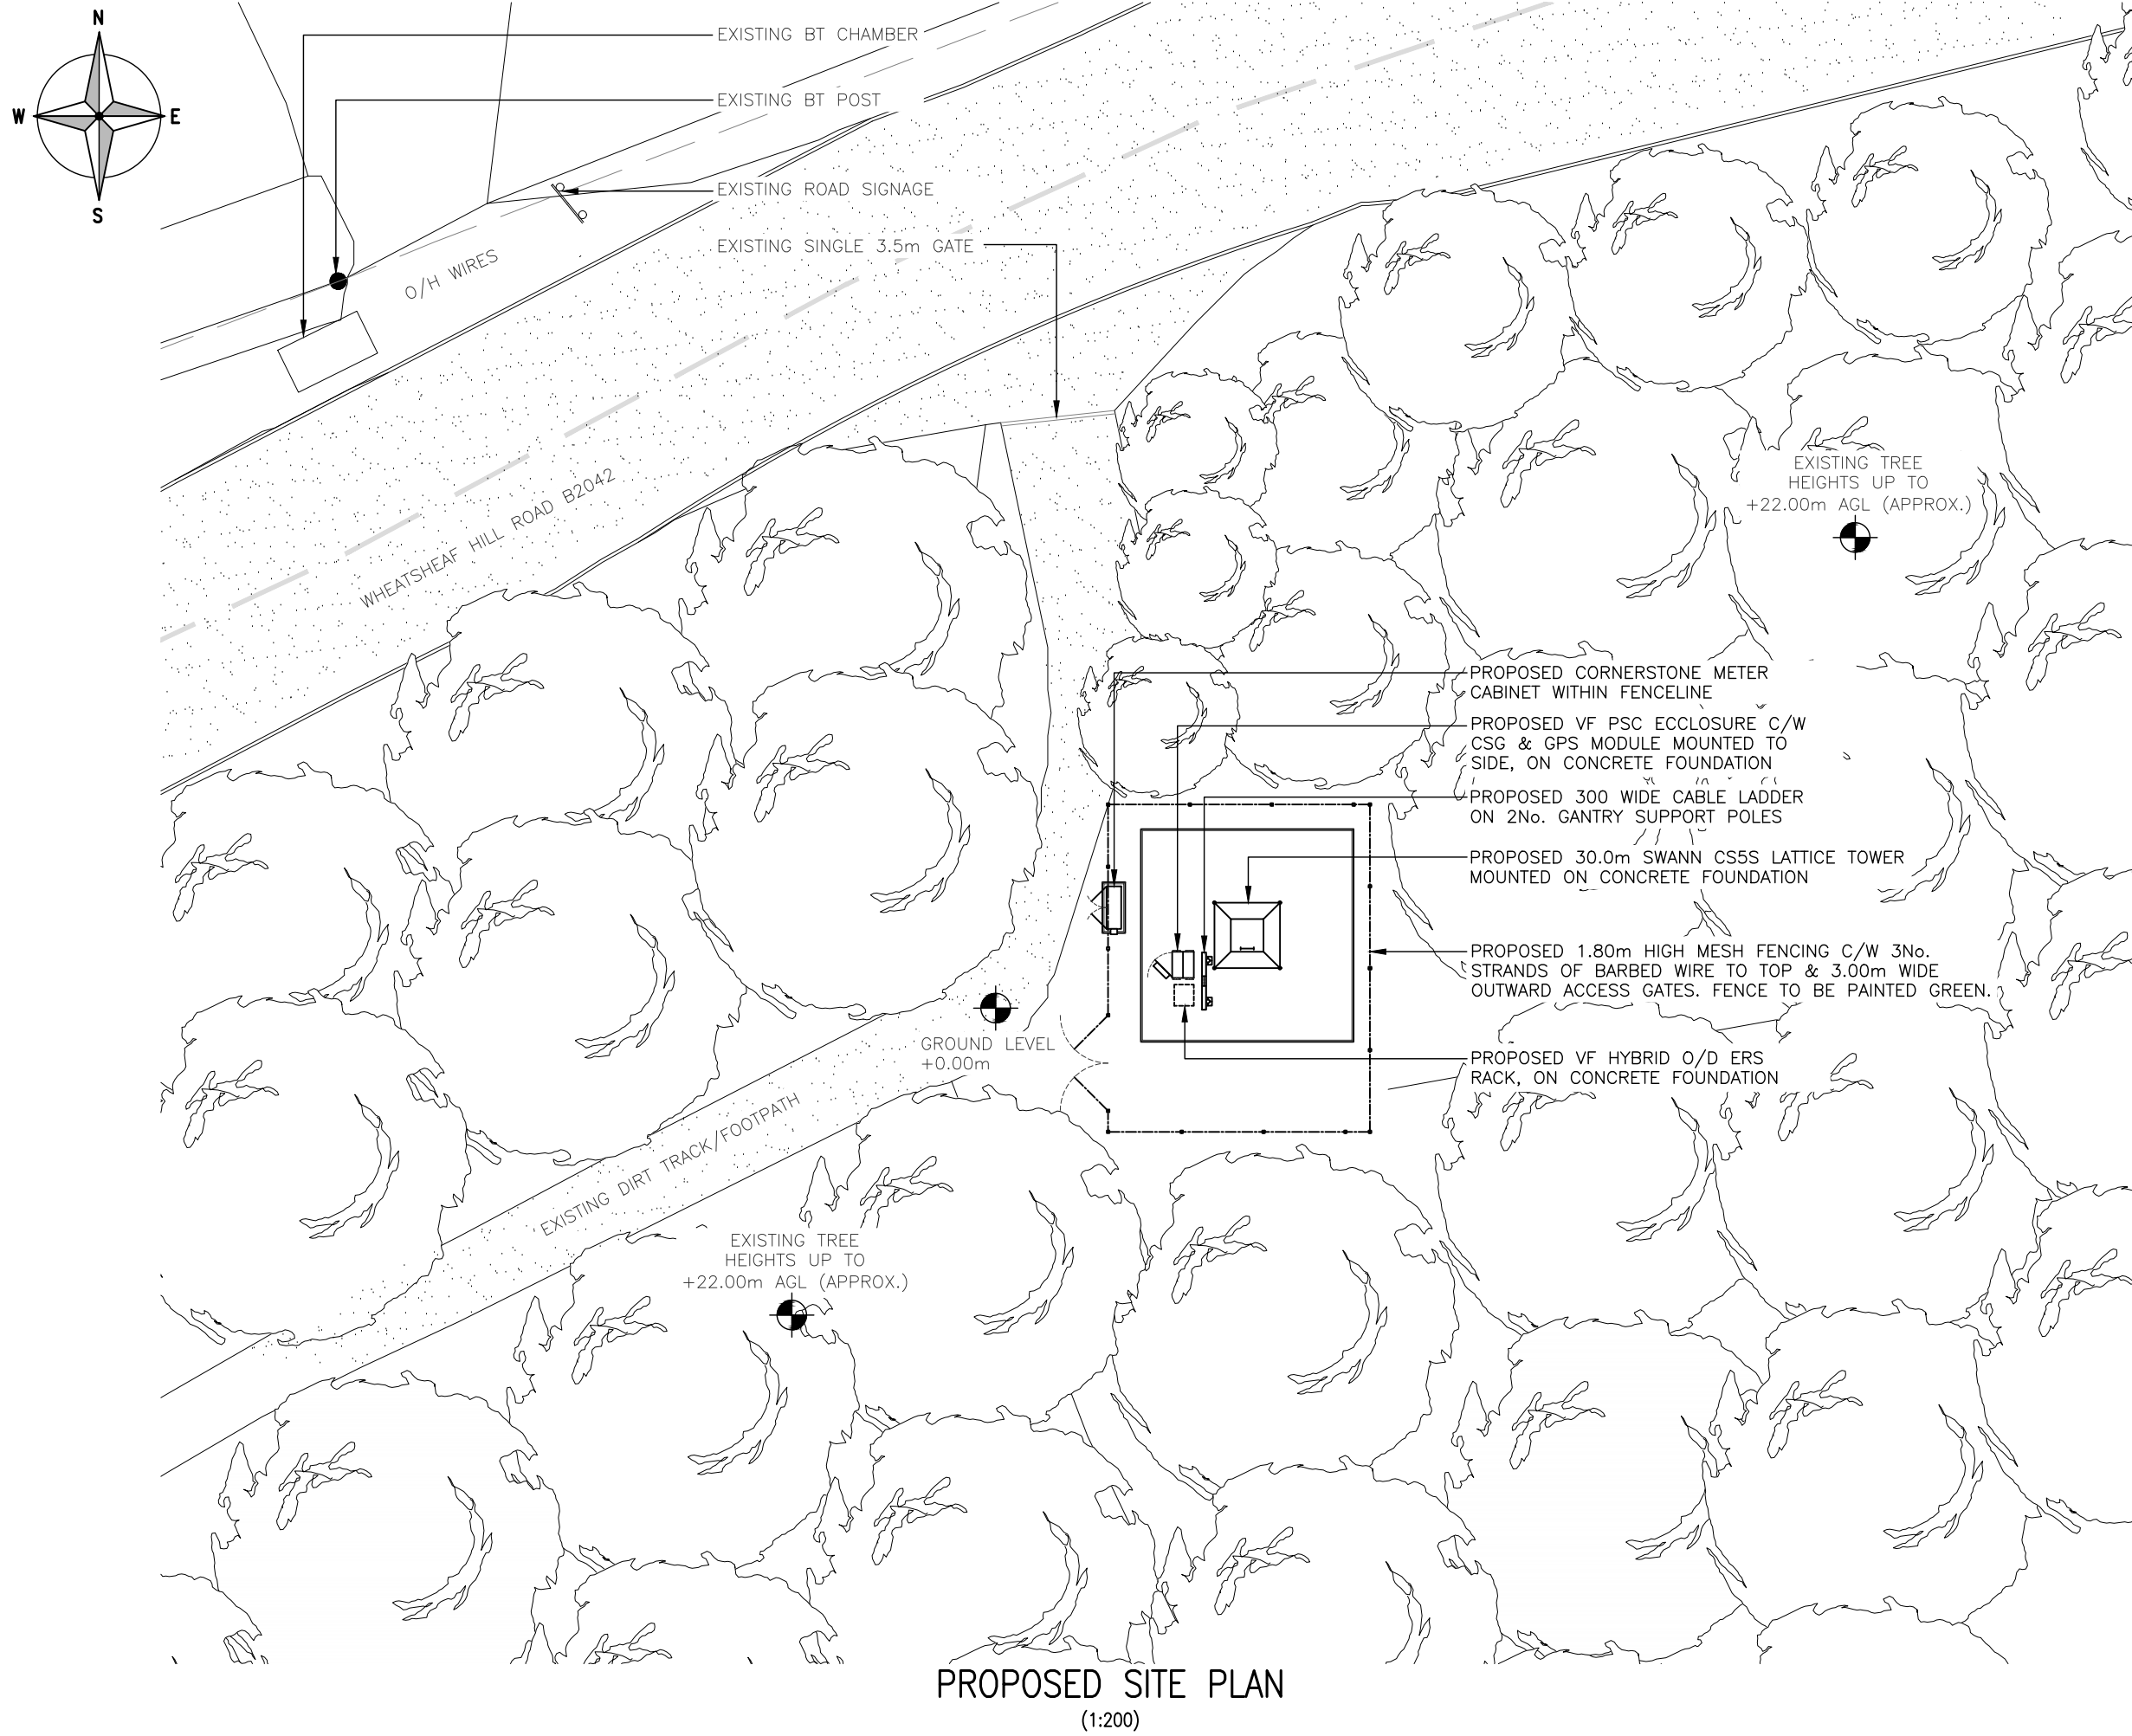 N
W
E
S
EXISTING BT CHAMBER
EXISTING BT POST
EXISTING ROAD SIGNAGE
EXISTING SINGLE 3.5m GATE
O/H WIRES
WHEATSHEAF HILL ROAD B2042
EXISTING TREE
HEIGHTS UP TO
+22.00m AGL (APPROX.)
PROPOSED CORNERSTONE METER
CABINET WITHIN FENCELINE
PROPOSED VF PSC ECCLOSURE C/W
CSG & GPS MODULE MOUNTED TO
SIDE, ON CONCRETE FOUNDATION
PROPOSED 300 WIDE CABLE LADDER
ON 2No. GANTRY SUPPORT POLES
PROPOSED 30.0m SWANN CS5S LATTICE TOWER
MOUNTED ON CONCRETE FOUNDATION
PROPOSED 1.80m HIGH MESH FENCING C/W 3No.
STRANDS OF BARBED WIRE TO TOP & 3.00m WIDE
OUTWARD ACCESS GATES. FENCE TO BE PAINTED GREEN.
GROUND LEVEL
+0.00m
PROPOSED VF HYBRID O/D ERS
RACK, ON CONCRETE FOUNDATION
EXISTING DIRT TRACK/FOOTPATH
EXISTING TREE
HEIGHTS UP TO
+22.00m AGL (APPROX.)
PROPOSED SITE PLAN
(1:200)